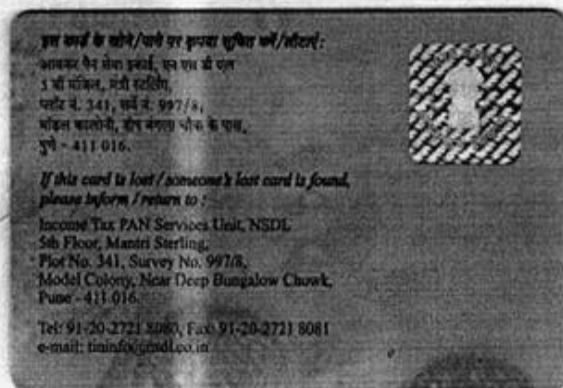 इस कार्ड के खोने/पाने पर कृपया सूचित करें/लौटाएं:
आयकर पैन सेवा इकाई, एन एस डी एल
5 वीं मंजिल, मंत्री स्टर्लिंग,
प्लॉट नं. 341, सर्वे नं. 997/8,
मॉडल कालोनी, दीप बंगला चौक के पास,
पुणे - 411 016.
If this card is lost / someone's lost card is found,
please inform / return to :
Income Tax PAN Services Unit, NSDL
5th Floor, Mantri Sterling,
Plot No. 341, Survey No. 997/8,
Model Colony, Near Deep Bungalow Chowk,
Pune - 411 016.
Tel: 91-20-2721 8080, Fax: 91-20-2721 8081
e-mail: tininfo@nsdl.co.in